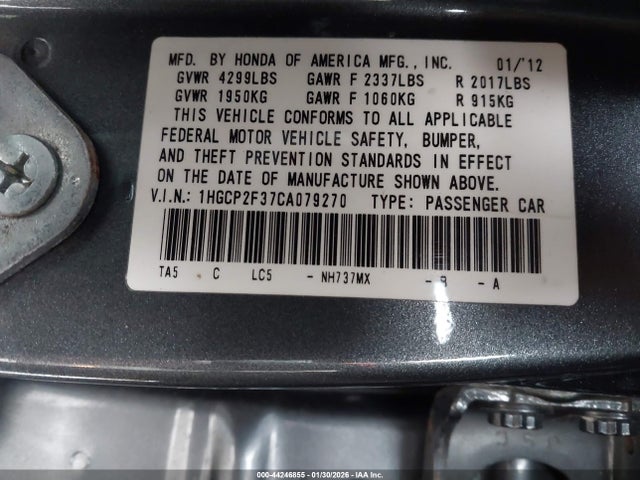 MFD. BY HONDA OF AMERICA MFG., INC. 01/'12
GVWR 4299LBS GAWR F 2337LBS R 2017LBS
GVWR 1950KG GAWR F 1060KG R 915KG
THIS VEHICLE CONFORMS TO ALL APPLICABLE
FEDERAL MOTOR VEHICLE SAFETY, BUMPER,
AND THEFT PREVENTION STANDARDS IN EFFECT
ON THE DATE OF MANUFACTURE SHOWN ABOVE.
V.I.N.: 1HGCP2F37CA079270 TYPE: PASSENGER CAR
TA5 C LC5 - NH737MX - B - A
000-44246855 - 01/30/2026 - IAA Inc.